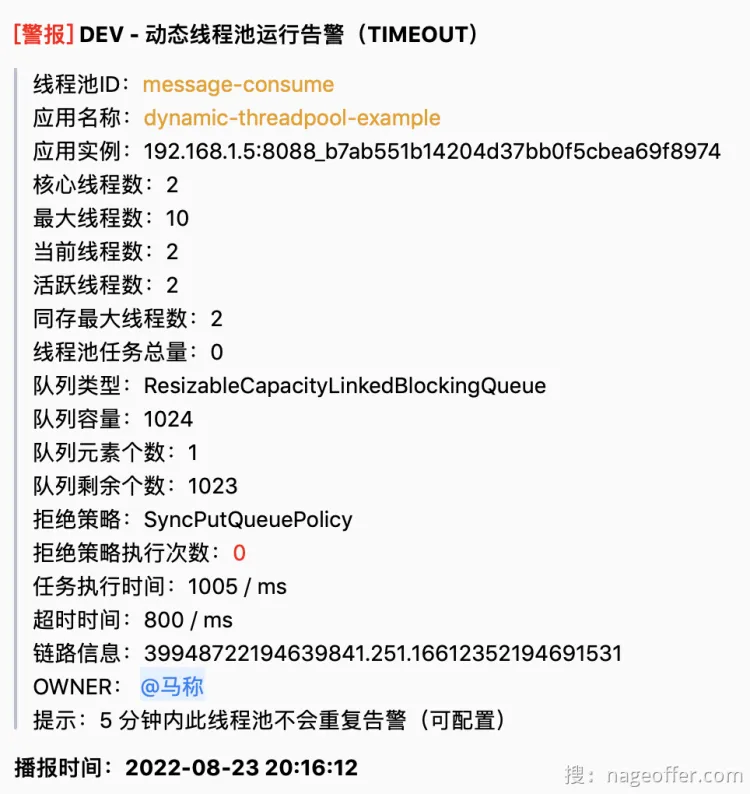 [警报] DEV - 动态线程池运行告警（TIMEOUT）
线程池ID：message-consume
应用名称：dynamic-threadpool-example
应用实例：192.168.1.5:8088_b7ab551b14204d37bb0f5cbea69f8974
核心线程数：2
最大线程数：10
当前线程数：2
活跃线程数：2
同存最大线程数：2
线程池任务总量：0
队列类型：ResizableCapacityLinkedBlockingQueue
队列容量：1024
队列元素个数：1
队列剩余个数：1023
拒绝策略：SyncPutQueuePolicy
拒绝策略执行次数：0
任务执行时间：1005 / ms
超时时间：800 / ms
链路信息：39948722194639841.251.16612352194691531
OWNER：@马称
提示：5 分钟内此线程池不会重复告警（可配置）
播报时间：2022-08-23 20:16:12
搜：nageoffer.com